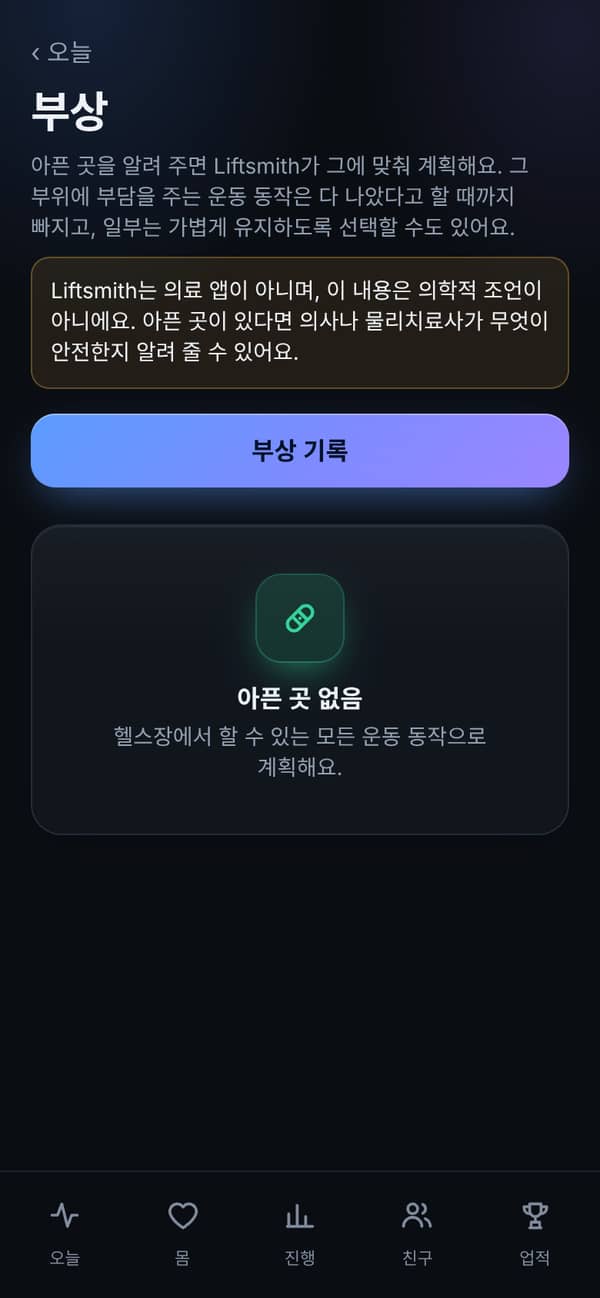 ‹ 오늘
부상
아픈 곳을 알려 주면 Liftsmith가 그에 맞춰 계획해요. 그
부위에 부담을 주는 운동 동작은 다 나았다고 할 때까지
빠지고, 일부는 가볍게 유지하도록 선택할 수도 있어요.
Liftsmith는 의료 앱이 아니며, 이 내용은 의학적 조언이
아니에요. 아픈 곳이 있다면 의사나 물리치료사가 무엇이
안전한지 알려 줄 수 있어요.
부상 기록
아픈 곳 없음
헬스장에서 할 수 있는 모든 운동 동작으로
계획해요.
오늘
몸
진행
친구
업적